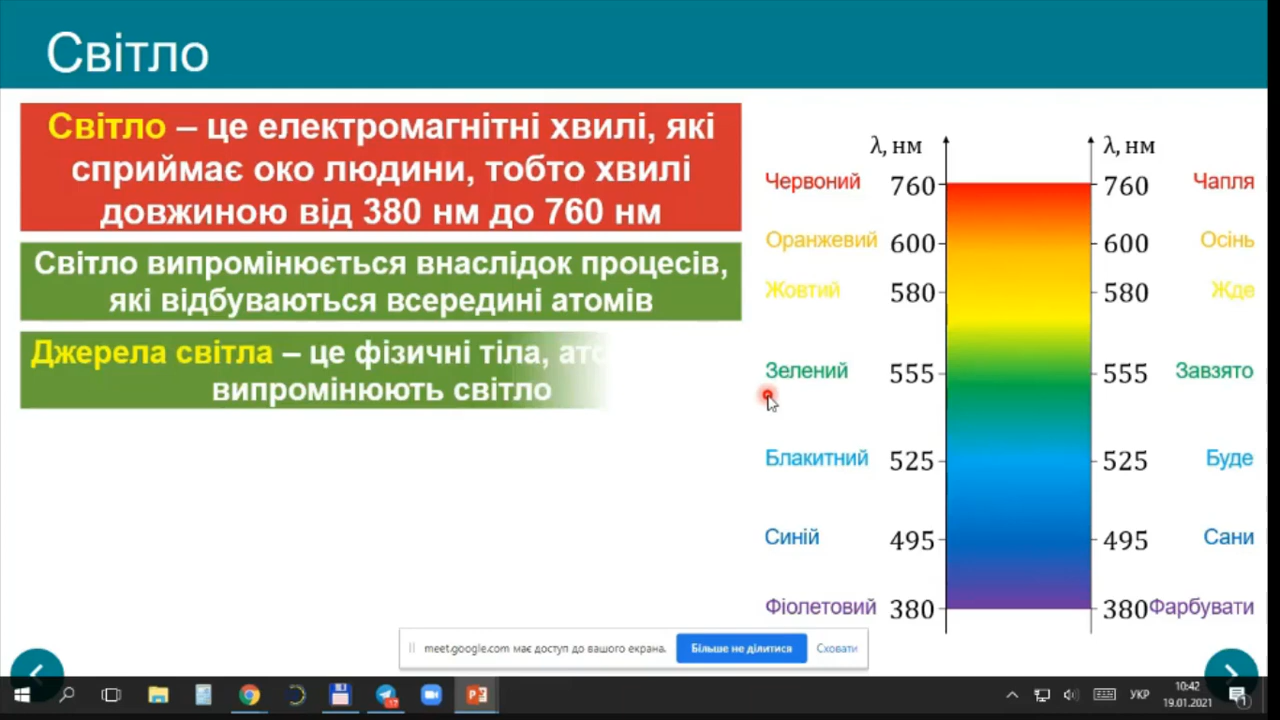 Світло
Світло – це електромагнітні хвилі, які
сприймає око людини, тобто хвилі
довжиною від 380 нм до 760 нм
Світло випромінюється внаслідок процесів,
які відбуваються всередині атомів
Джерела світла – це фізичні тіла,
випромінюють світло
λ, нм λ, нм
Червоний 760 760 Чапля
Оранжевий 600 600 Осінь
Жовтий 580 580 Жде
Зелений 555 555 Завзято
Блакитний 525 525 Буде
Синій 495 495 Сани
Фіолетовий 380 380 Фарбувати
meet.google.com має доступ до вашого екрана. Більше не ділитися Сховати
УКР
10:42
19.01.2021